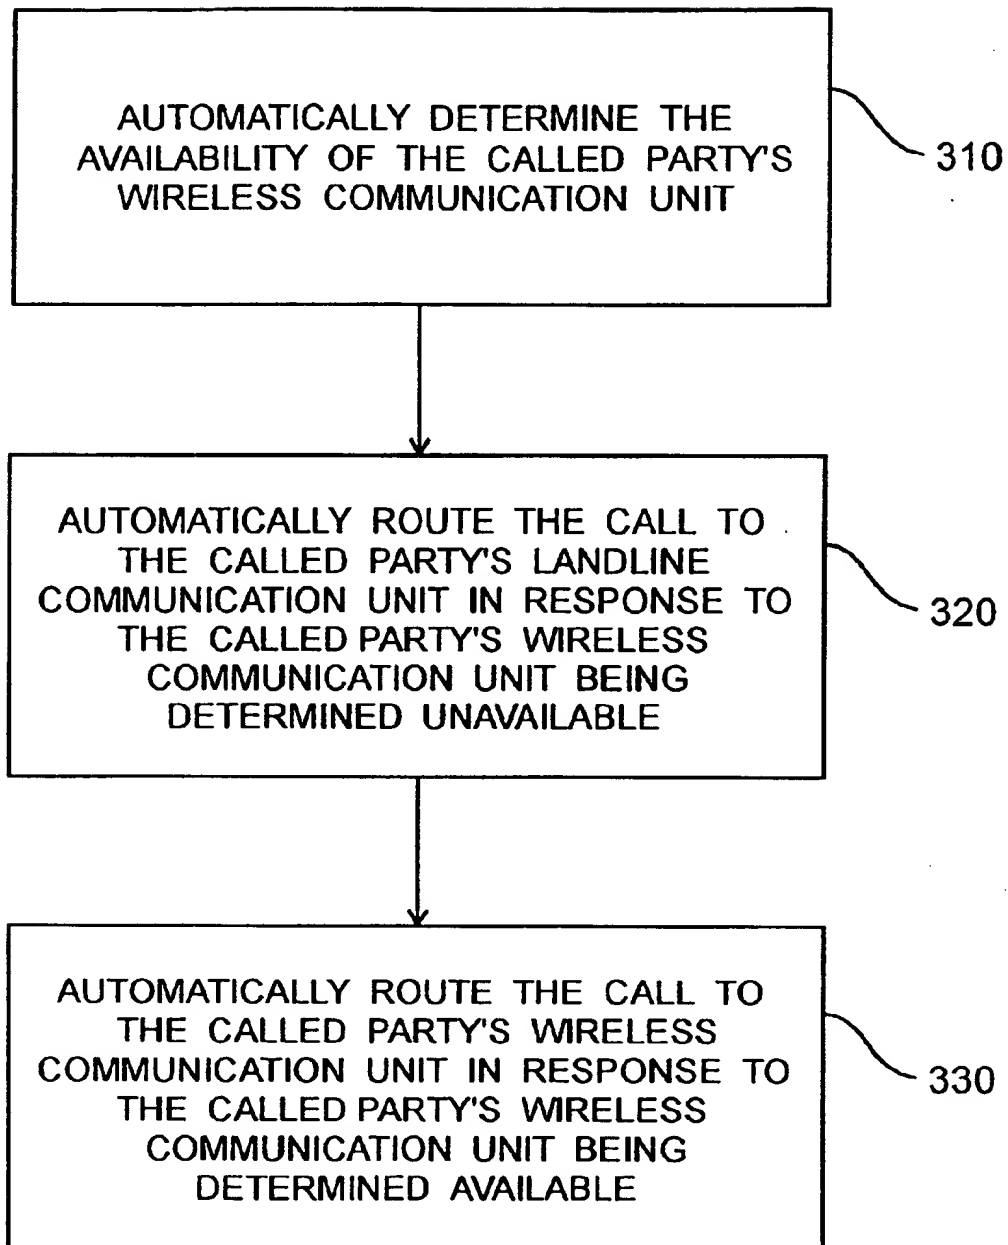 AUTOMATICALLY DETERMINE THE
AVAILABILITY OF THE CALLED PARTY'S
WIRELESS COMMUNICATION UNIT
310
AUTOMATICALLY ROUTE THE CALL TO
THE CALLED PARTY'S LANDLINE
COMMUNICATION UNIT IN RESPONSE TO
THE CALLED PARTY'S WIRELESS
COMMUNICATION UNIT BEING
DETERMINED UNAVAILABLE
320
AUTOMATICALLY ROUTE THE CALL TO
THE CALLED PARTY'S WIRELESS
COMMUNICATION UNIT IN RESPONSE TO
THE CALLED PARTY'S WIRELESS
COMMUNICATION UNIT BEING
DETERMINED AVAILABLE
330